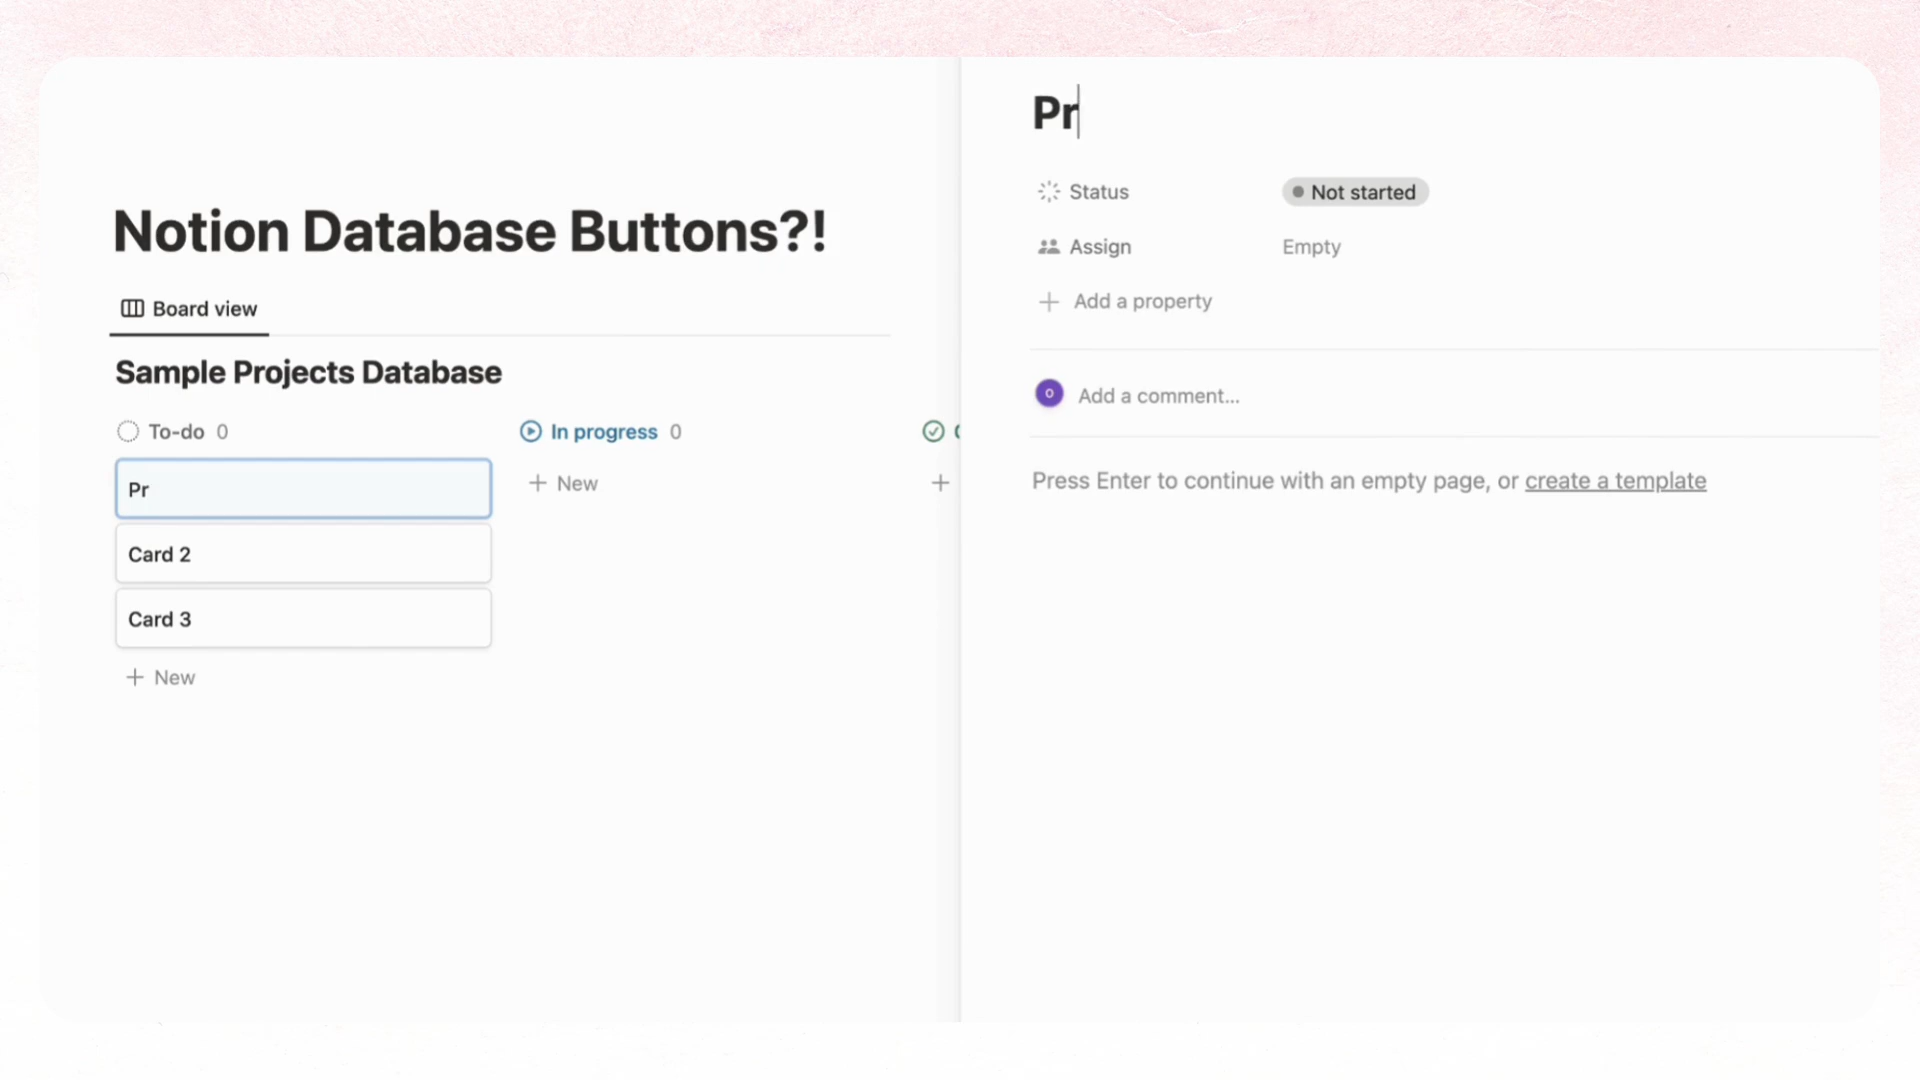 Notion Database Buttons?!
Board view
Sample Projects Database
To-do 0
In progress 0
Pr
Card 2
Card 3
+ New
+ New
Pr
Status Not started
Assign Empty
+ Add a property
O Add a comment...
Press Enter to continue with an empty page, or create a template